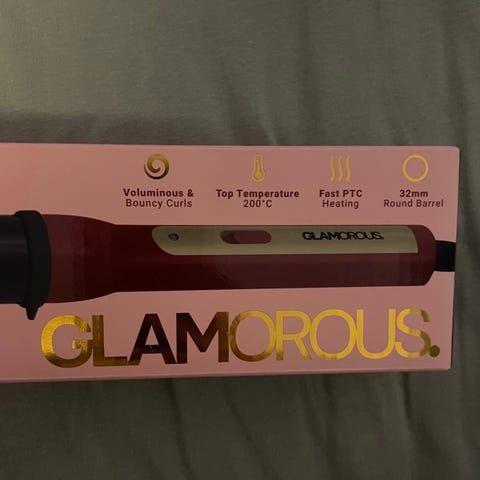 Voluminous &
Bouncy Curls
Top Temperature
200°C
Fast PTC
Heating
32mm
Round Barrel
GLAMOROUS.
GLAMOROUS.